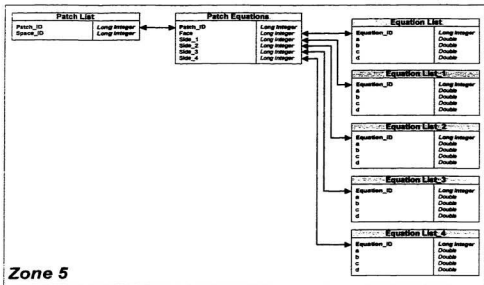 Patch List
Patch_ID Long Integer
Space_ID Long Integer
Patch Equations
Patch_ID Long Integer
Face Long Integer
Side_1 Long Integer
Side_2 Long Integer
Side_3 Long Integer
Side_4 Long Integer
Equation List
Equation_ID Long Integer
a Double
b Double
c Double
d Double
Equation List_1
Equation_ID Long Integer
a Double
b Double
c Double
d Double
Equation List_2
Equation_ID Long Integer
a Double
b Double
c Double
d Double
Equation List_3
Equation_ID Long Integer
a Double
b Double
c Double
d Double
Equation List_4
Equation_ID Long Integer
a Double
b Double
c Double
d Double
Zone 5